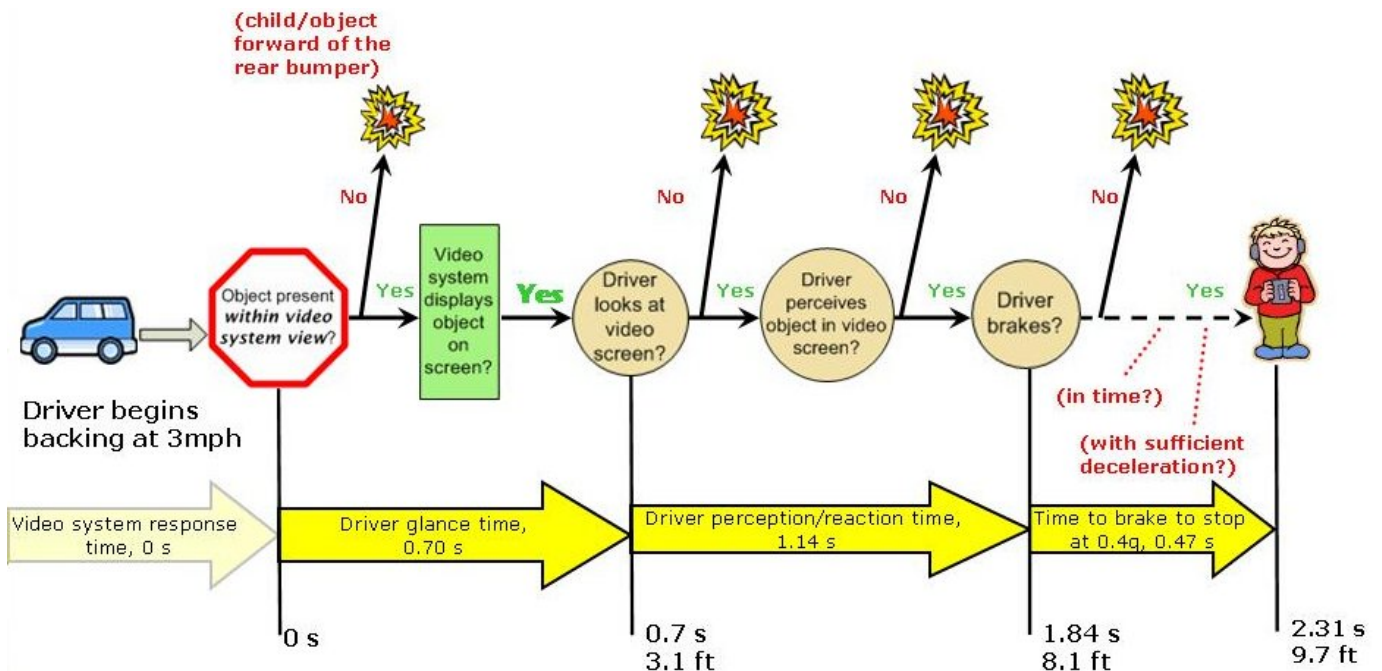 (child/object
forward of the
rear bumper)
No
No
No
No
Object present
within video
system view?
Yes
Video
system
displays
object
on
screen?
Yes
Driver
looks at
video
screen?
Yes
Driver
perceives
object in video
screen?
Yes
Driver
brakes?
Yes
(in time?)
(with sufficient
deceleration?)
Driver begins
backing at 3mph
Video system response
time, 0 s
Driver glance time,
0.70 s
Driver perception/reaction time,
1.14 s
Time to brake to stop
at 0.4g, 0.47 s
0 s
0.7 s
3.1 ft
1.84 s
8.1 ft
2.31 s
9.7 ft